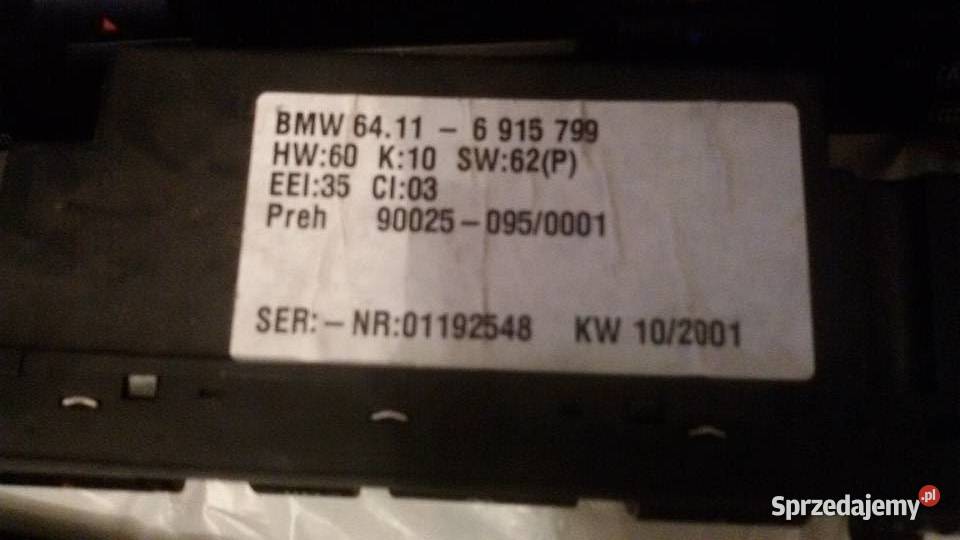 BMW 64.11 - 6 915 799
HW:60 K:10 SW:62(P)
EEI:35 CI:03
Preh 90025-095/0001
SER:-NR:01192548 KW 10/2001
Sprzedajemy.pl